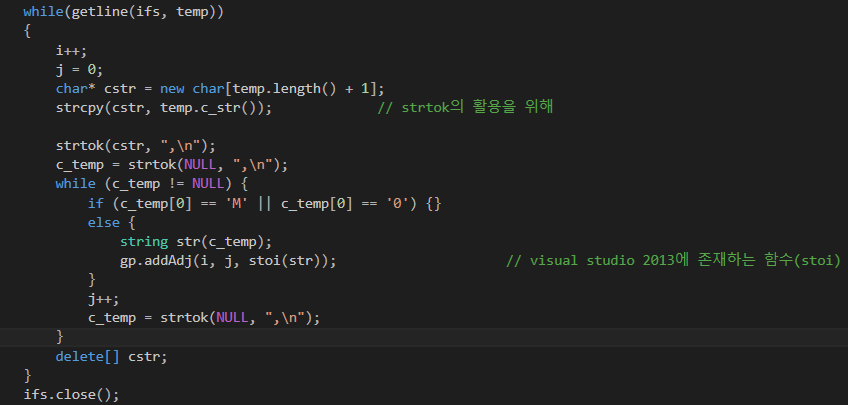 while(getline(ifs, temp))
{
i++;
j = 0;
char* cstr = new char[temp.length() + 1];
strcpy(cstr, temp.c_str()); // strtok의 활용을 위해
strtok(cstr, ",\n");
c_temp = strtok(NULL, ",\n");
while (c_temp != NULL) {
if (c_temp[0] == 'M' || c_temp[0] == '0') {}
else {
string str(c_temp);
gp.addAdj(i, j, stoi(str)); // visual studio 2013에 존재하는 함수(stoi)
}
j++;
c_temp = strtok(NULL, ",\n");
}
delete[] cstr;
}
ifs.close();